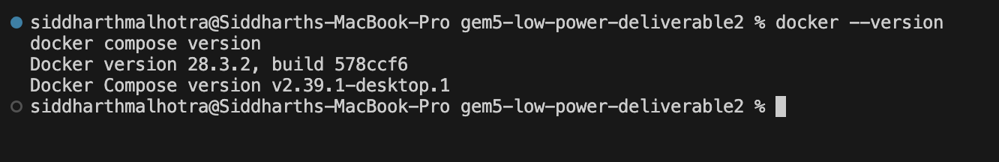 siddharthmalhotra@Siddharths-MacBook-Pro gem5-low-power-deliverable2 % docker --version
docker compose version
Docker version 28.3.2, build 578ccf6
Docker Compose version v2.39.1-desktop.1
siddharthmalhotra@Siddharths-MacBook-Pro gem5-low-power-deliverable2 %